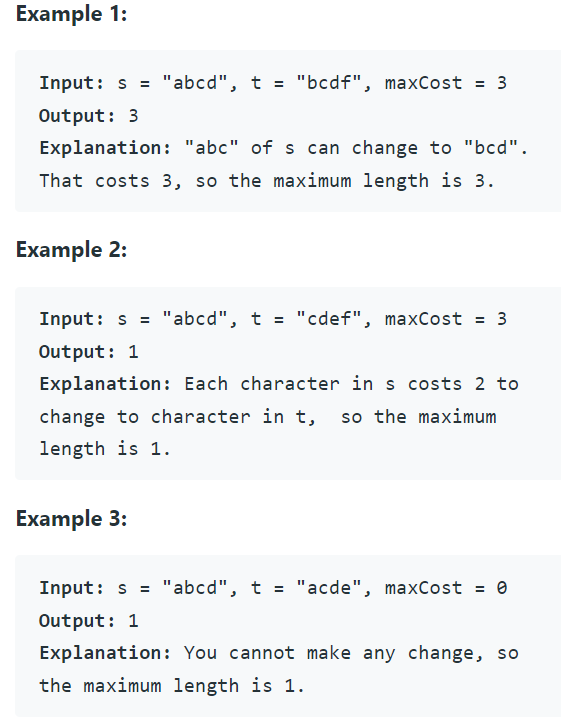 Example 1:
Input: s = "abcd", t = "bcdf", maxCost = 3
Output: 3
Explanation: "abc" of s can change to "bcd".
That costs 3, so the maximum length is 3.
Example 2:
Input: s = "abcd", t = "cdef", maxCost = 3
Output: 1
Explanation: Each character in s costs 2 to
change to character in t,  so the maximum
length is 1.
Example 3:
Input: s = "abcd", t = "acde", maxCost = 0
Output: 1
Explanation: You cannot make any change, so
the maximum length is 1.